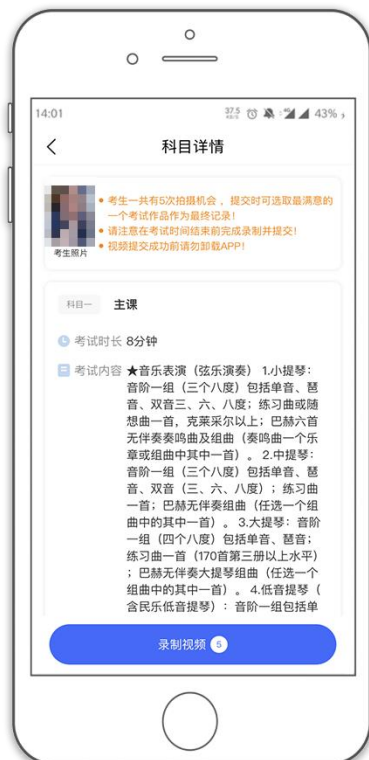 14:01
37.5
43%
科目详情
考生一共有5次拍摄机会，提交时可选取最满意的
一个考试作品作为最终记录！
请注意在考试时间结束前完成录制并提交！
视频提交成功前请勿卸载APP！
考生照片
科目一 主课
考试时长 8分钟
考试内容 ★音乐表演（弦乐演奏） 1.小提琴：
音阶一组（三个八度）包括单音、琶
音、双音三、六、八度；练习曲或随
想曲一首，克莱采尔以上；巴赫六首
无伴奏奏鸣曲及组曲（奏鸣曲一个乐
章或组曲中其中一首）。 2.中提琴：
音阶一组（三个八度）包括单音、琶
音、双音（三、六、八度）；练习曲
一首；巴赫无伴奏组曲（任选一个组
曲中的其中一首）。 3.大提琴：音阶
一组（四个八度）包括单音、琶音；
练习曲一首（170首第三册以上水平）
；巴赫无伴奏大提琴组曲（任选一个
组曲中的其中一首）。 4.低音提琴（
含民乐低音提琴）：音阶一组包括单
录制视频 5